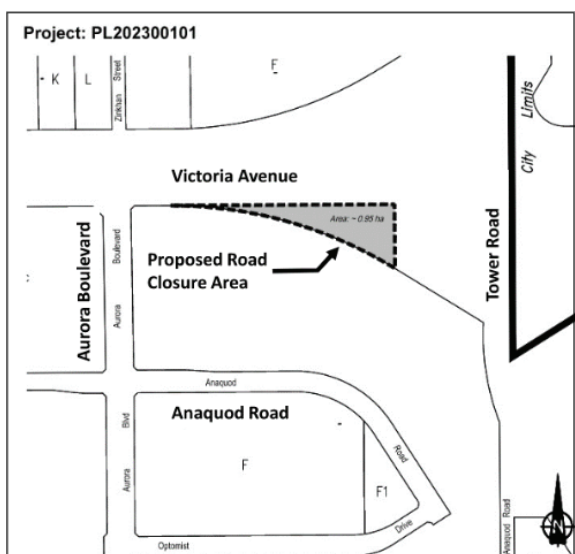 Project: PL202300101
K
L
Zinkhan
Street
F
City
Limits
Victoria Avenue
Area: ~ 0.95 ha
Aurora Boulevard
Aurora
Boulevard
Proposed Road
Closure Area
Tower Road
Anaquod
Anaquod Road
Road
Aurora
Blvd
F
F1
Optomist
Drive
Anaquod Road
N